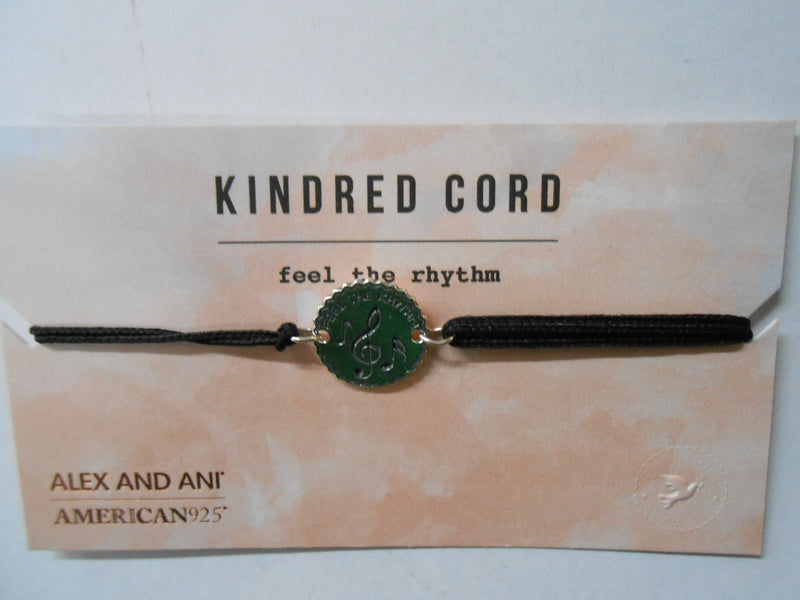 KINDRED CORD
feel the rhythm
FEEL THE RHYTHM
ALEX AND ANI
AMERICAN925